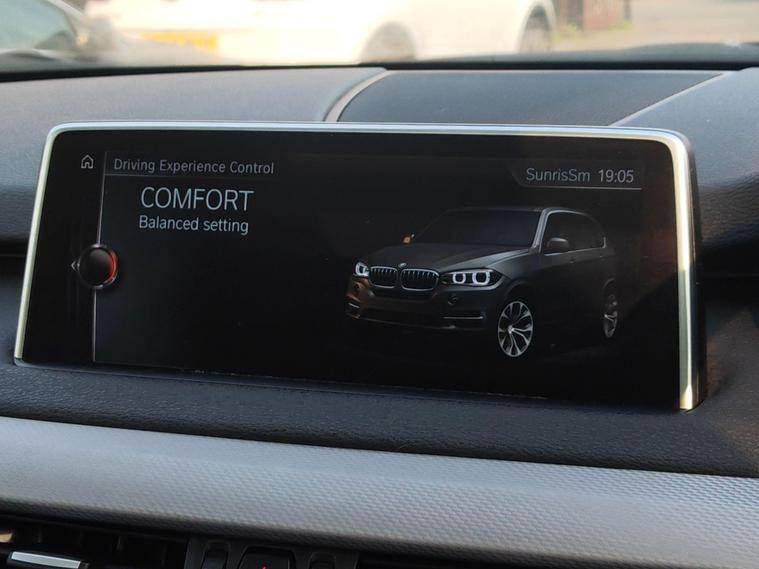 Driving Experience Control
SunrisSm 19:05
COMFORT
Balanced setting